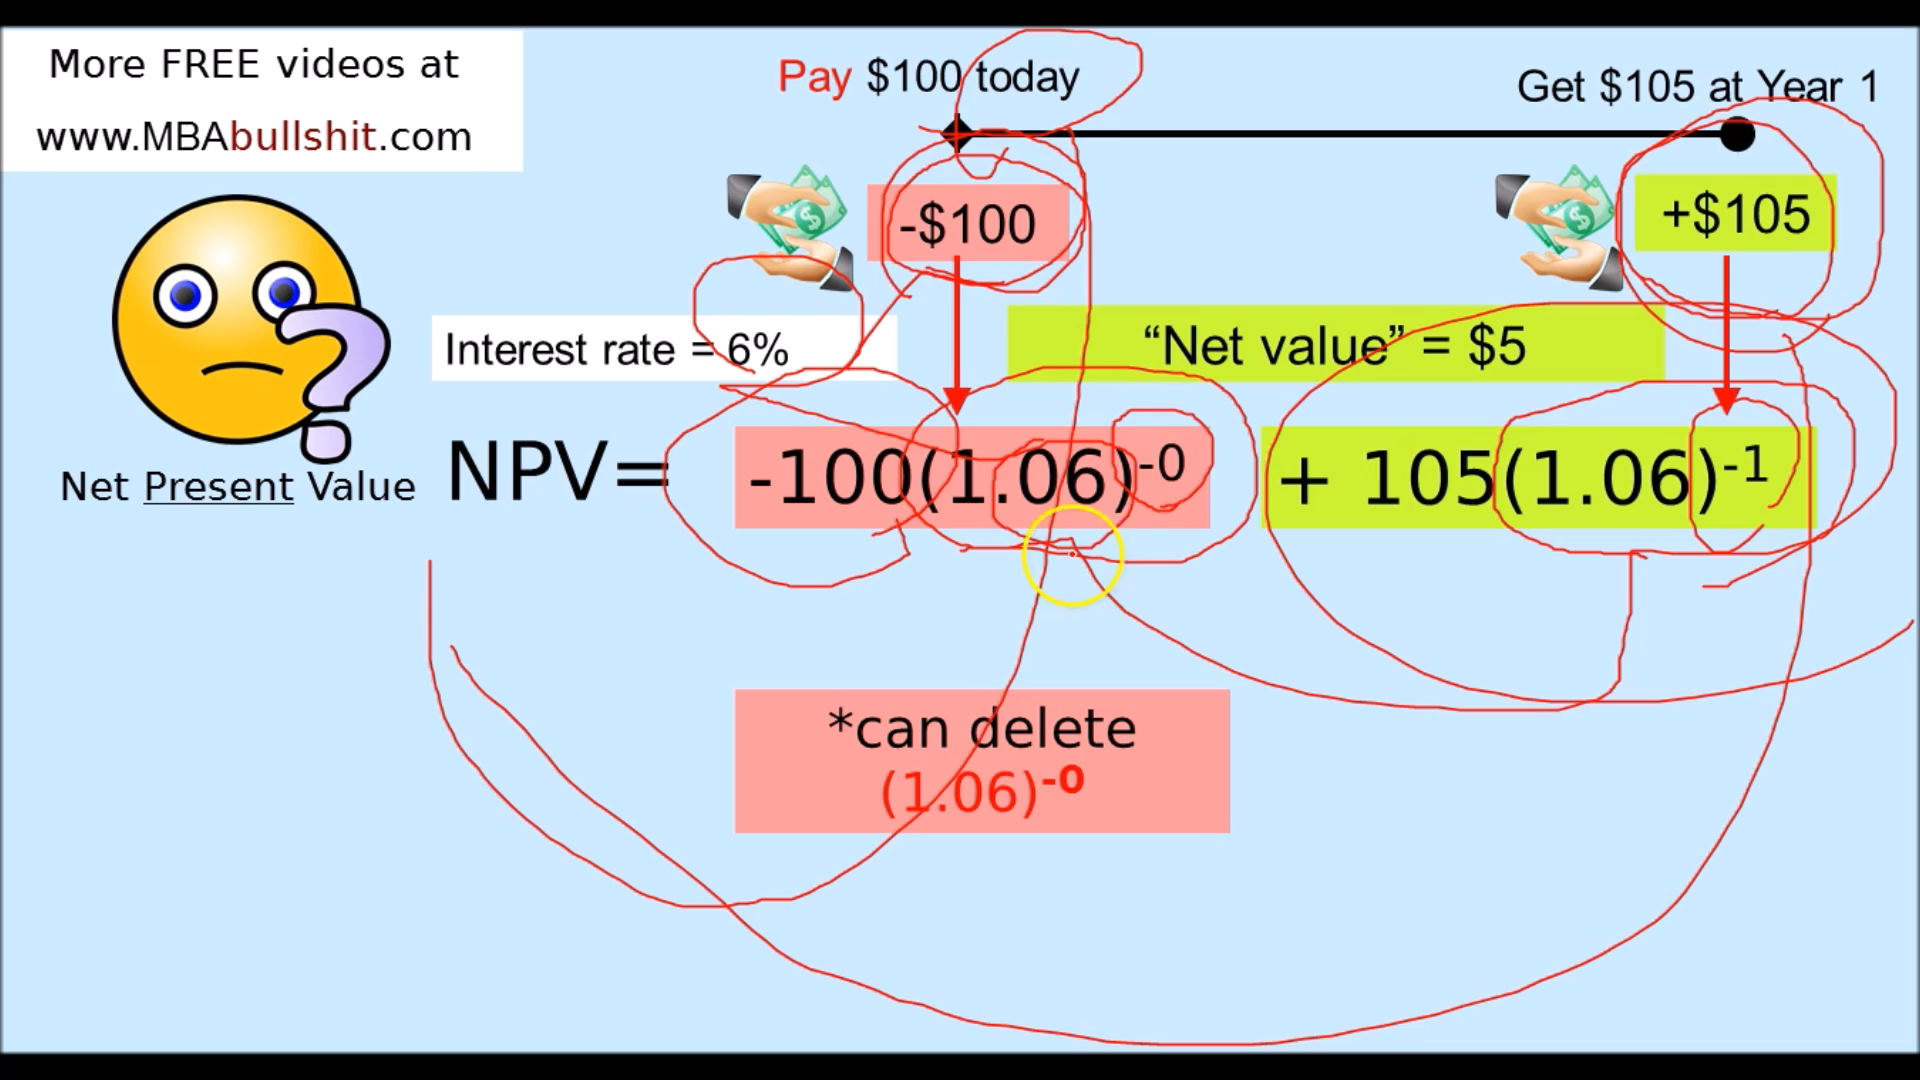 More FREE videos at
www.MBAbullshit.com
Pay $100 today
Get $105 at Year 1
-$100
+$105
Interest rate = 6%
“Net value” = $5
Net Present Value
NPV= -100(1.06)⁻⁰ + 105(1.06)⁻¹
*can delete
(1.06)⁻⁰